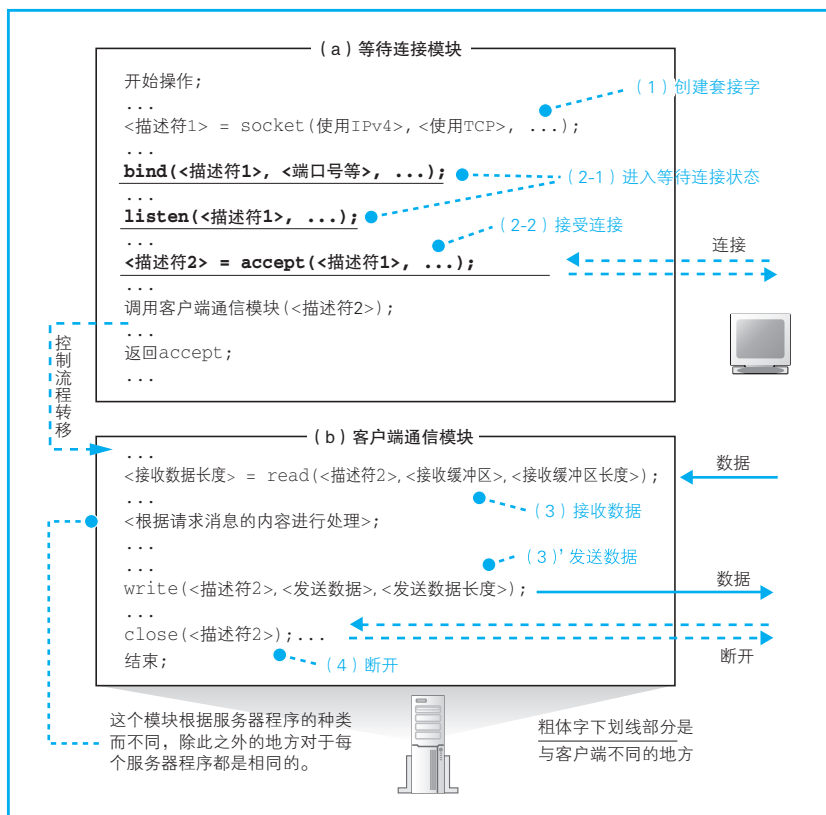 (a)等待连接模块
开始操作;
(1)创建套接字
...
<描述符1> = socket(使用IPv4>, <使用TCP>, ...);
...
bind(<描述符1>, <端口号等>, ...);
(2-1)进入等待连接状态
...
listen(<描述符1>, ...);
(2-2)接受连接
...
连接
<描述符2> = accept(<描述符1>, ...);
...
调用客户端通信模块(<描述符2>);
...
返回accept;
...
控制流程转移
(b)客户端通信模块
...
数据
<接收数据长度> = read(<描述符2>,<接收缓冲区>,<接收缓冲区长度>);
...
(3)接收数据
<根据请求消息的内容进行处理>;
...
...
(3)'发送数据
数据
write(<描述符2>,<发送数据>,<发送数据长度>);
...
close(<描述符2>);...
断开
结束;
(4)断开
这个模块根据服务器程序的种类
而不同，除此之外的地方对于每
个服务器程序都是相同的。
粗体字下划线部分是
与客户端不同的地方